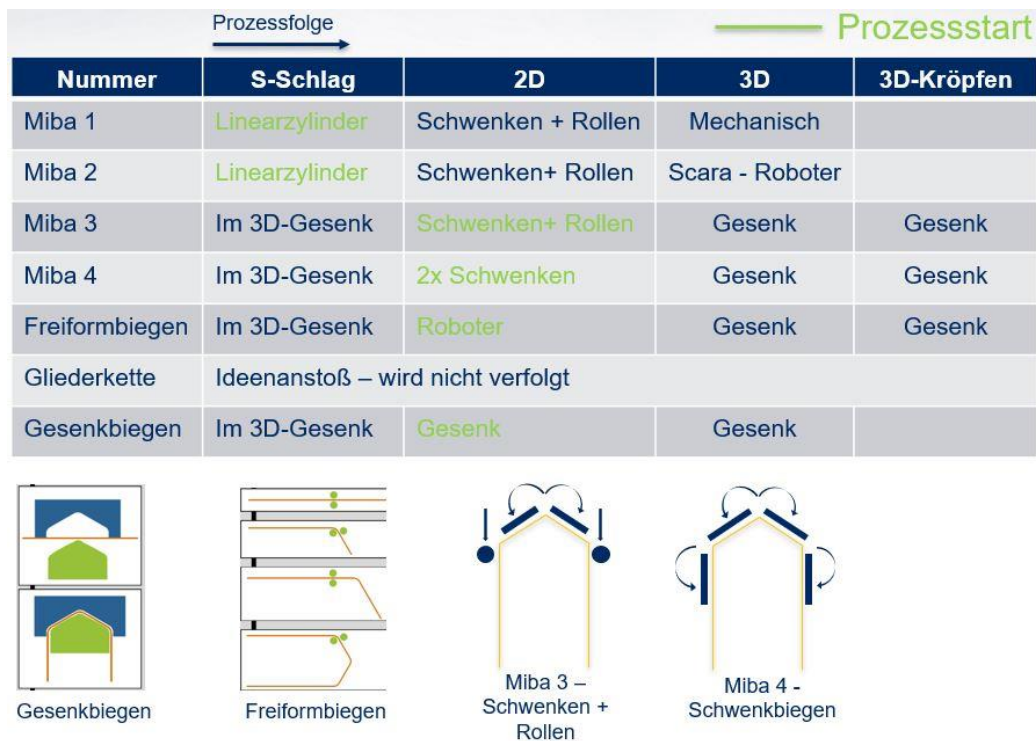 Prozessfolge
Prozessstart
Nummer S-Schlag 2D 3D 3D-Kröpfen
Miba 1 Linearzylinder Schwenken + Rollen Mechanisch
Miba 2 Linearzylinder Schwenken+ Rollen Scara - Roboter
Miba 3 Im 3D-Gesenk Schwenken+ Rollen Gesenk Gesenk
Miba 4 Im 3D-Gesenk 2x Schwenken Gesenk Gesenk
Freiformbiegen Im 3D-Gesenk Roboter Gesenk Gesenk
Gliederkette Ideenanstoß – wird nicht verfolgt
Gesenkbiegen Im 3D-Gesenk Gesenk Gesenk
Gesenkbiegen
Freiformbiegen
Miba 3 –
Schwenken +
Rollen
Miba 4 -
Schwenkbiegen